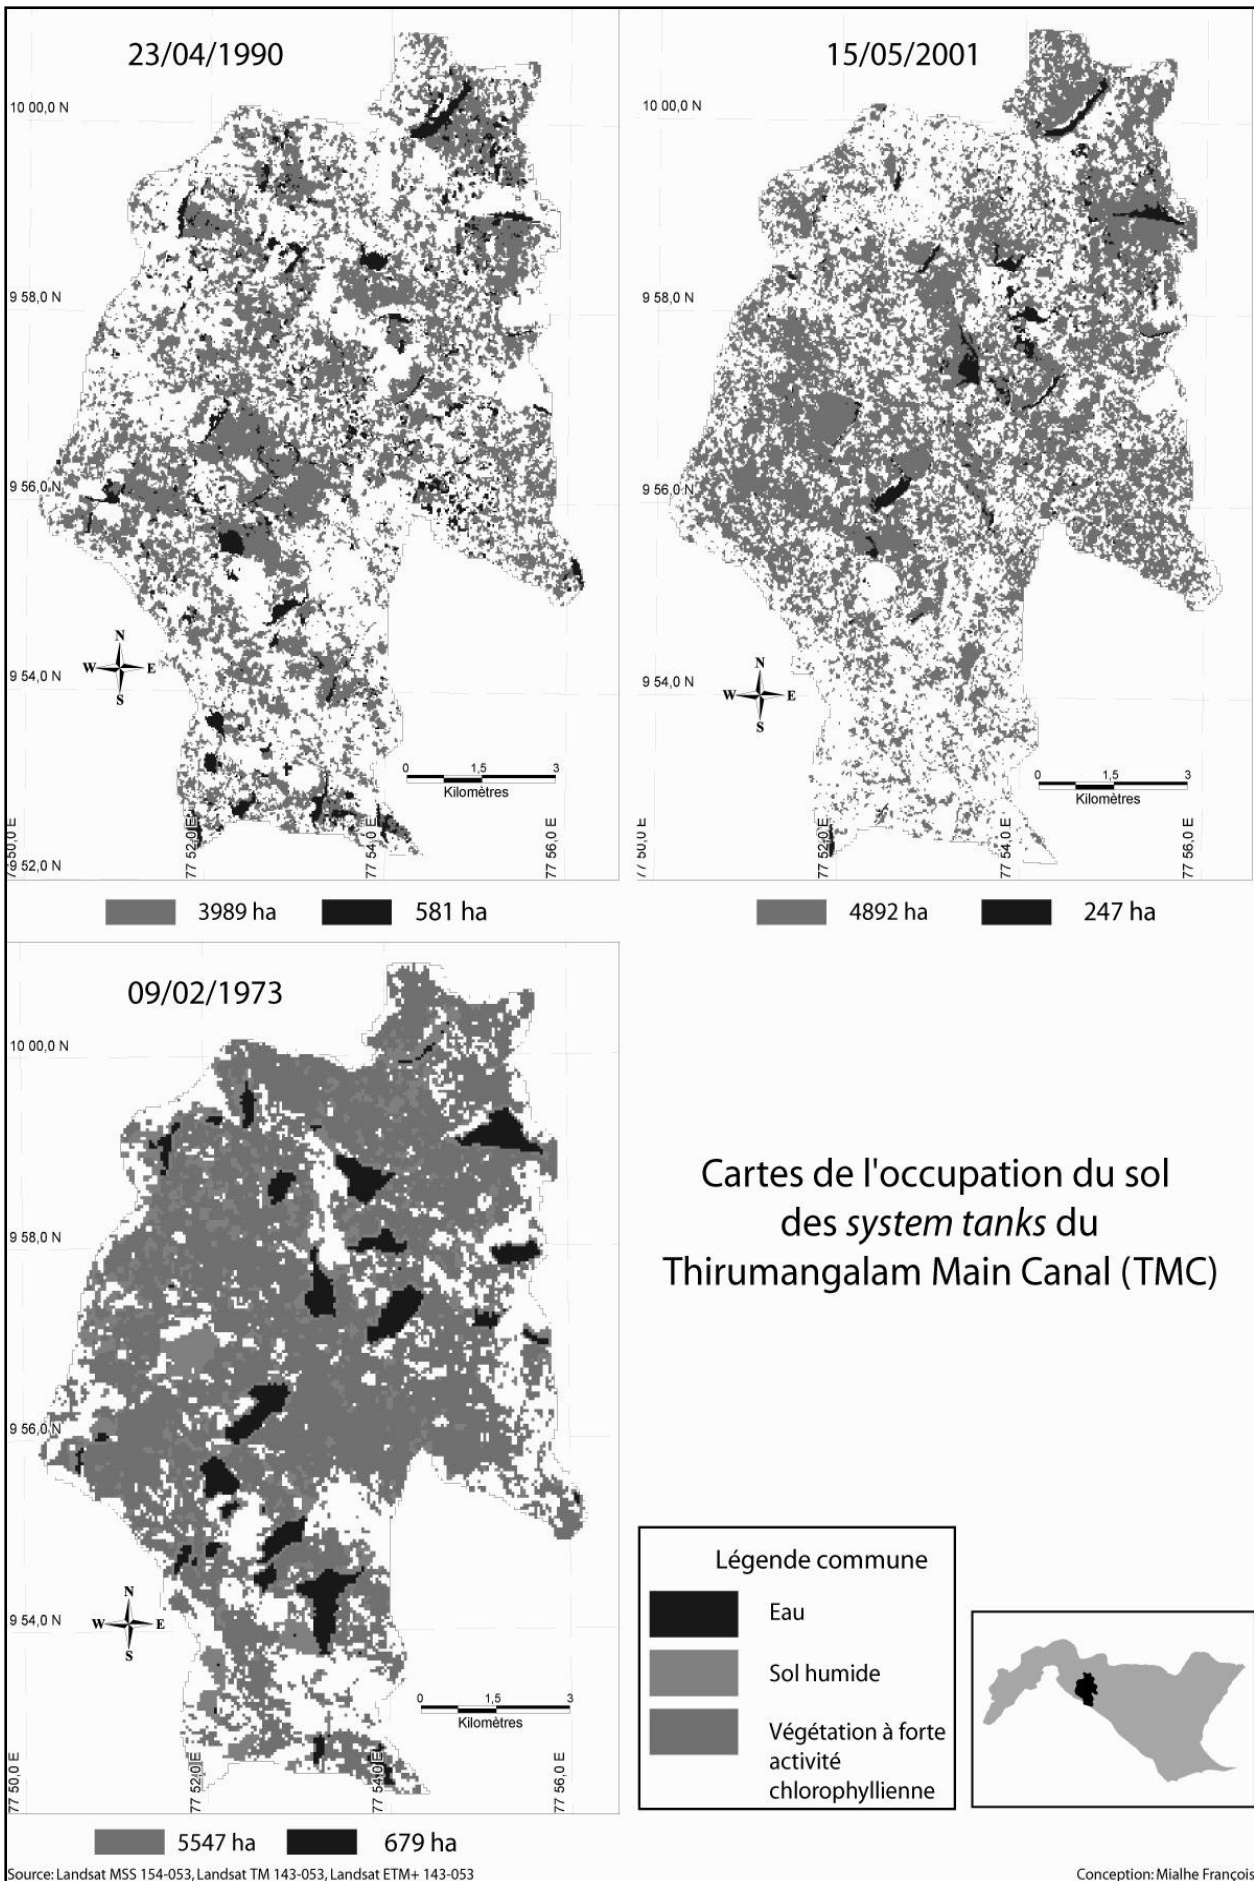 23/04/1990
10 00,0 N
9 58,0 N
9 56,0 N
9 54,0 N
9 52,0 N
N
W E
S
0 1,5 3
Kilomètres
50,0 E
77 52,0 E
77 54,0 E
77 56,0 E
3989 ha 581 ha
15/05/2001
10 00,0 N
9 58,0 N
9 56,0 N
9 54,0 N
N
W E
S
0 1,5 3
Kilomètres
77 50,0 E
77 52,0 E
77 54,0 E
77 56,0 E
4892 ha 247 ha
09/02/1973
10 00,0 N
9 58,0 N
9 56,0 N
9 54,0 N
N
W E
S
0 1,5 3
Kilomètres
77 50,0 E
77 52,0 E
77 54,0 E
77 56,0 E
5547 ha 679 ha
Cartes de l'occupation du sol
des system tanks du
Thirumangalam Main Canal (TMC)
Légende commune
Eau
Sol humide
Végétation à forte
activité
chlorophyllienne
Source: Landsat MSS 154-053, Landsat TM 143-053, Landsat ETM+ 143-053
Conception: Mialhe François